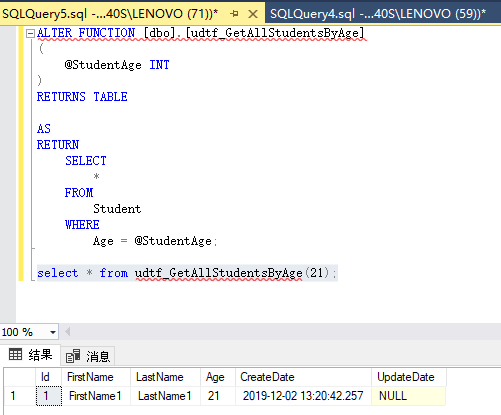 SQLQuery5.sql -...40S\LENOVO (71))* SQLQuery4.sql -...40S\LENOVO (59))*
ALTER FUNCTION [dbo].[udtf_GetAllStudentsByAge]
(
@StudentAge INT
)
RETURNS TABLE
AS
RETURN
SELECT
*
FROM
Student
WHERE
Age = @StudentAge;
select * from udtf_GetAllStudentsByAge(21);
100 %
结果 消息
Id FirstName LastName Age CreateDate UpdateDate
1 1 FirstName1 LastName1 21 2019-12-02 13:20:42.257 NULL